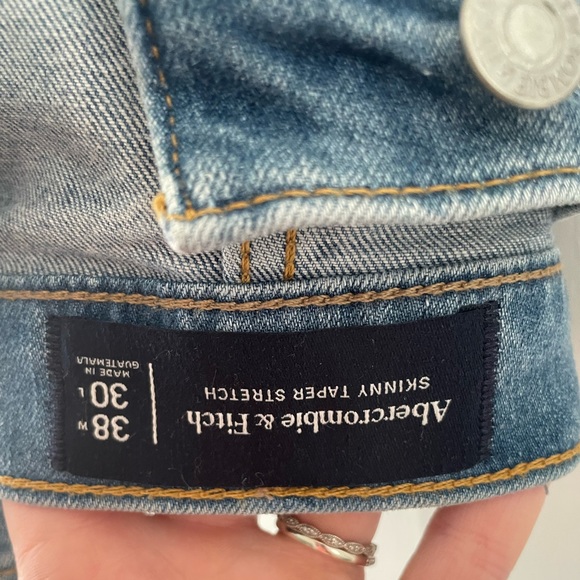 Abercrombie & Fitch
SKINNY TAPER STRETCH
38 W
30 L
MADE IN
GUATEMALA